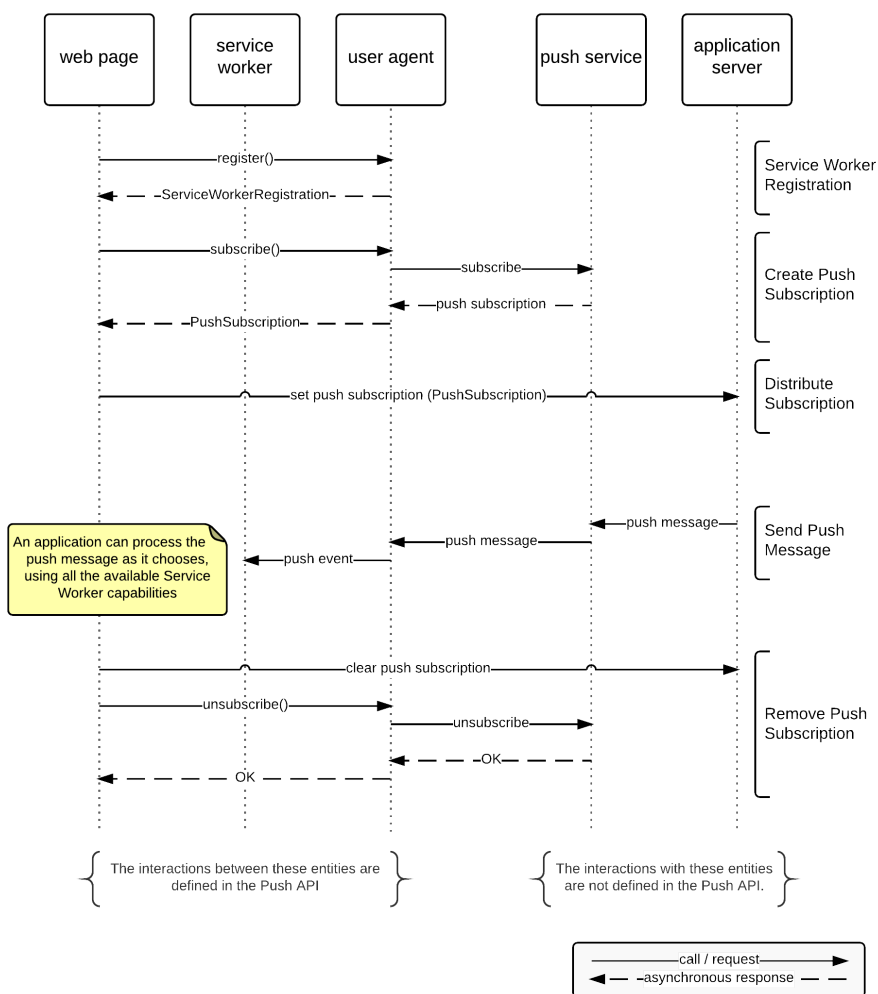 web page
service
worker
user agent
push service
application
server
register()
ServiceWorkerRegistration
Service Worker
Registration
subscribe()
subscribe
push subscription
PushSubscription
Create Push
Subscription
set push subscription (PushSubscription)
Distribute
Subscription
push message
push message
push event
Send Push
Message
An application can process the
push message as it chooses,
using all the available Service
Worker capabilities
clear push subscription
unsubscribe()
unsubscribe
OK
OK
Remove Push
Subscription
The interactions between these entities are
defined in the Push API
The interactions with these entities
are not defined in the Push API.
call / request
asynchronous response